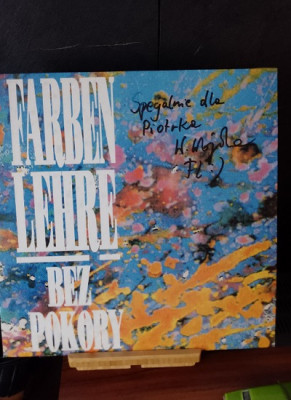 FARBEN
LEHRE
BEZ
POKORY
Specjalnie dla
Piotrka
W.